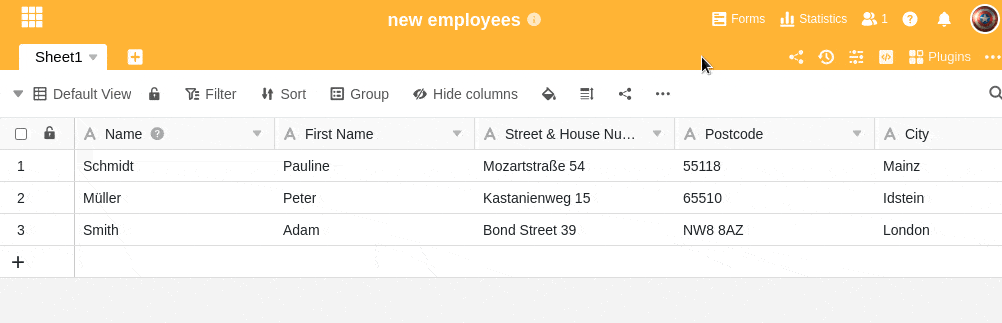 new employees
Forms Statistics 1
Sheet1
Plugins
Default View Filter Sort Group Hide columns
Name First Name Street & House Nu... Postcode City
1 Schmidt Pauline Mozartstraße 54 55118 Mainz
2 Müller Peter Kastanienweg 15 65510 Idstein
3 Smith Adam Bond Street 39 NW8 8AZ London